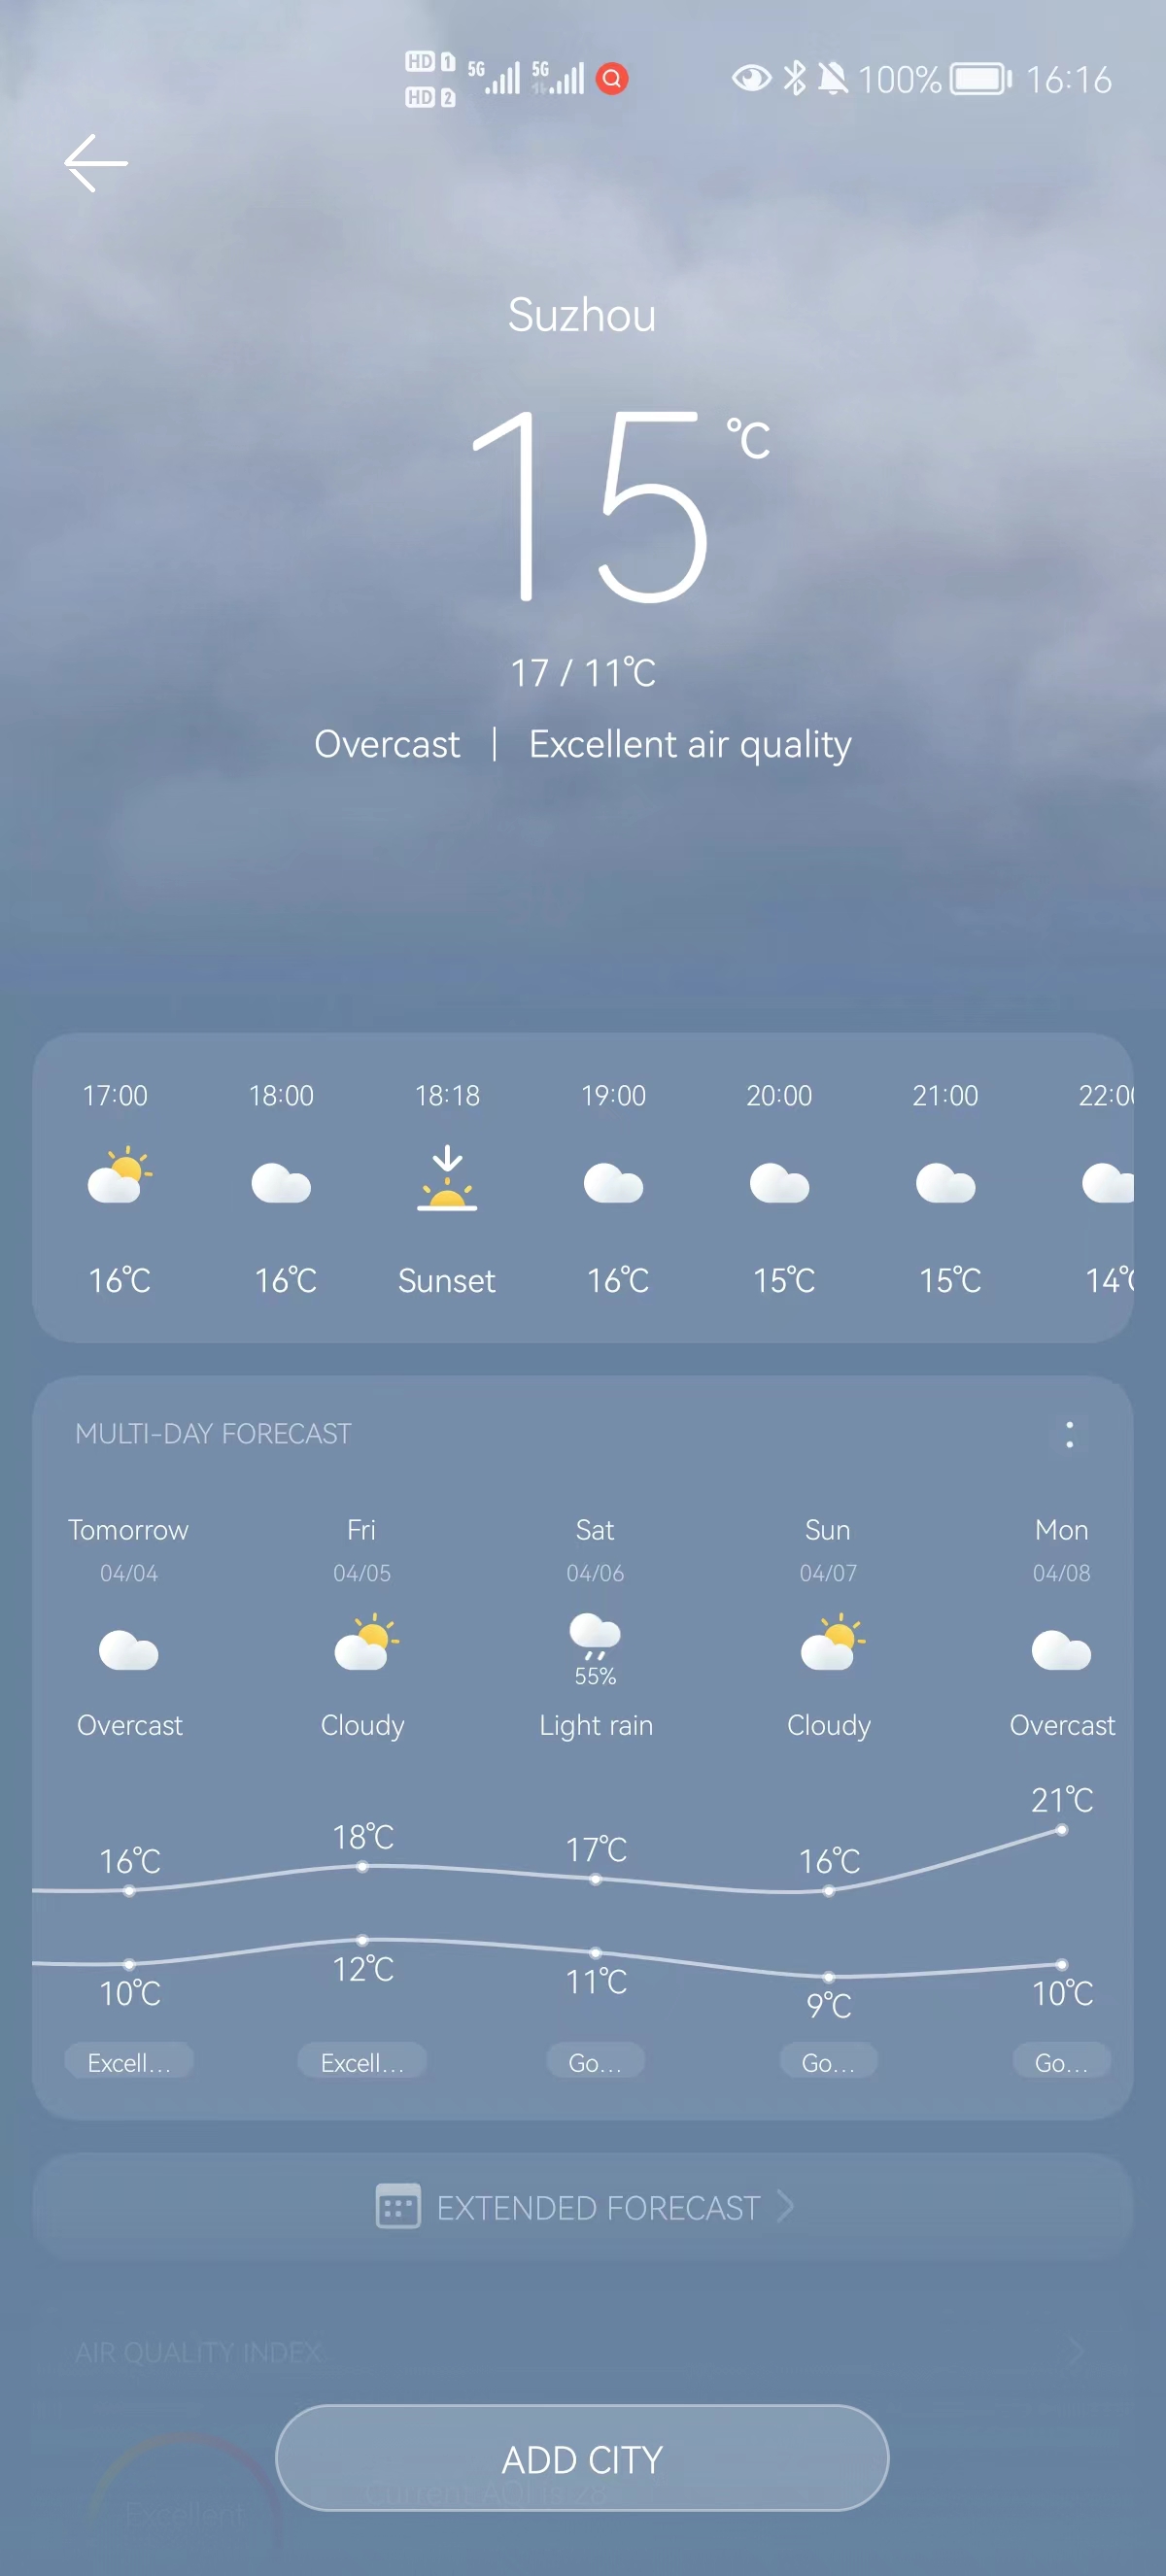 HD 1 5G 5G 100% 16:16
HD 2
Suzhou
15 °C
17 / 11°C
Overcast | Excellent air quality
17:00 18:00 18:18 19:00 20:00 21:00 22:00
16°C 16°C Sunset 16°C 15°C 15°C 14°C
MULTI-DAY FORECAST
Tomorrow Fri Sat Sun Mon
04/04 04/05 04/06 04/07 04/08
55%
Overcast Cloudy Light rain Cloudy Overcast
16°C 18°C 17°C 16°C 21°C
10°C 12°C 11°C 9°C 10°C
Excell... Excell... Go... Go... Go...
EXTENDED FORECAST
AIR QUALITY INDEX
ADD CITY
Current AQI is 28
Excellent